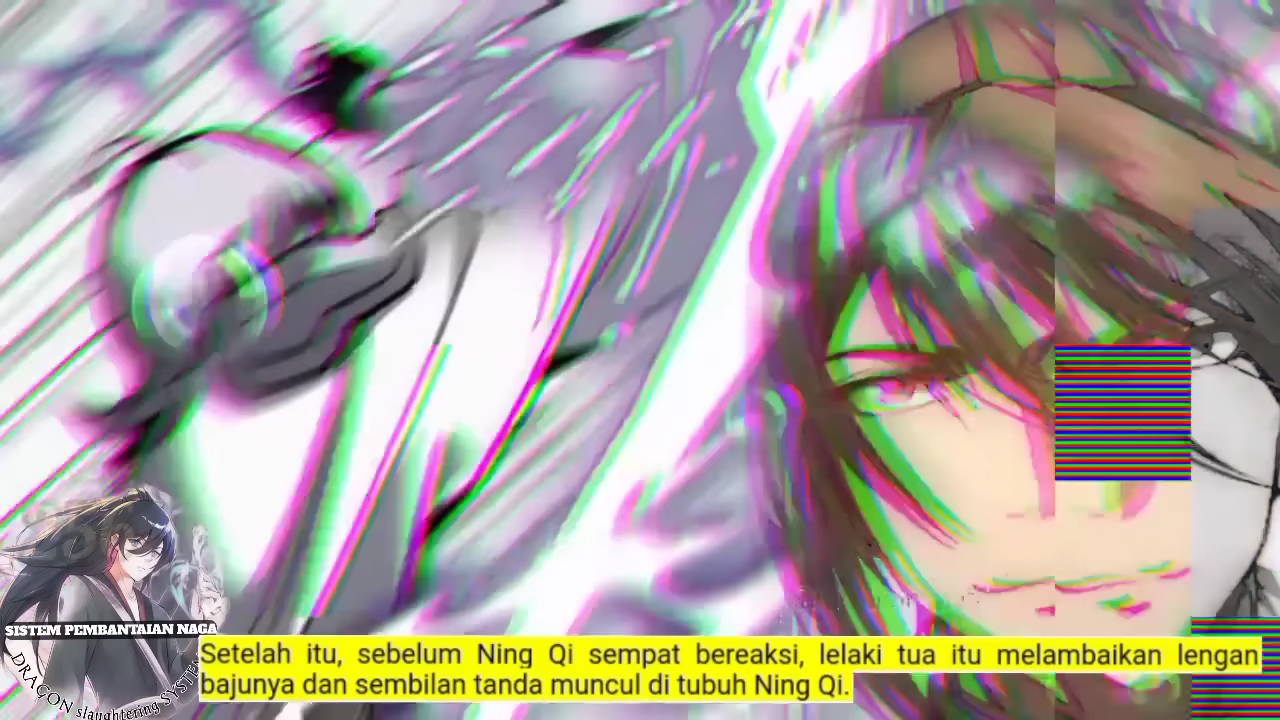 SISTEM PEMBANTAIAN NAGA
DRAGON slaughtering SYSTEM
Setelah itu, sebelum Ning Qi sempat bereaksi, lelaki tua itu melambaikan lengan
bajunya dan sembilan tanda muncul di tubuh Ning Qi.